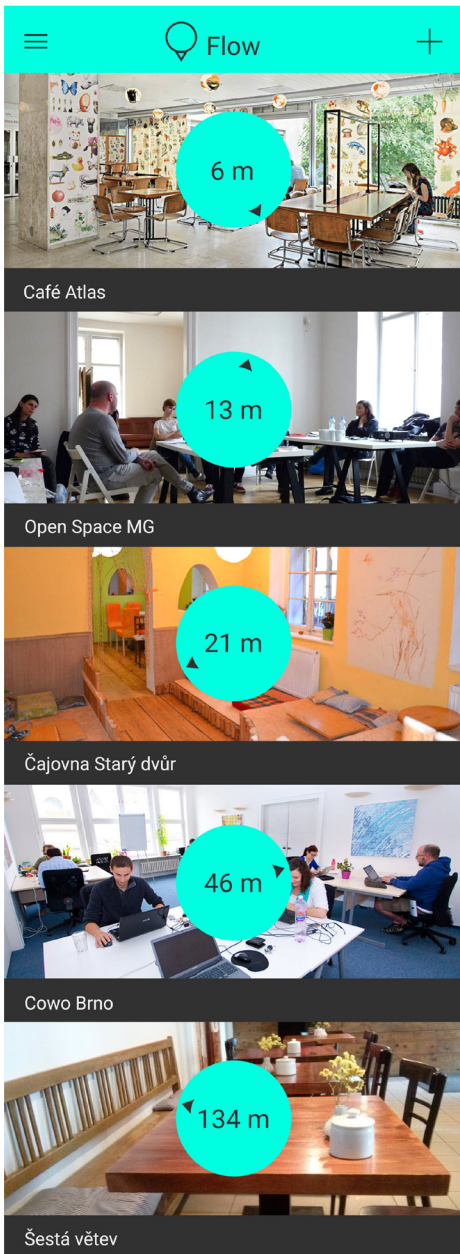 Flow
6 m
Café Atlas
13 m
Open Space MG
21 m
Čajovna Starý dvůr
46 m
Cowo Brno
134 m
Šestá větev